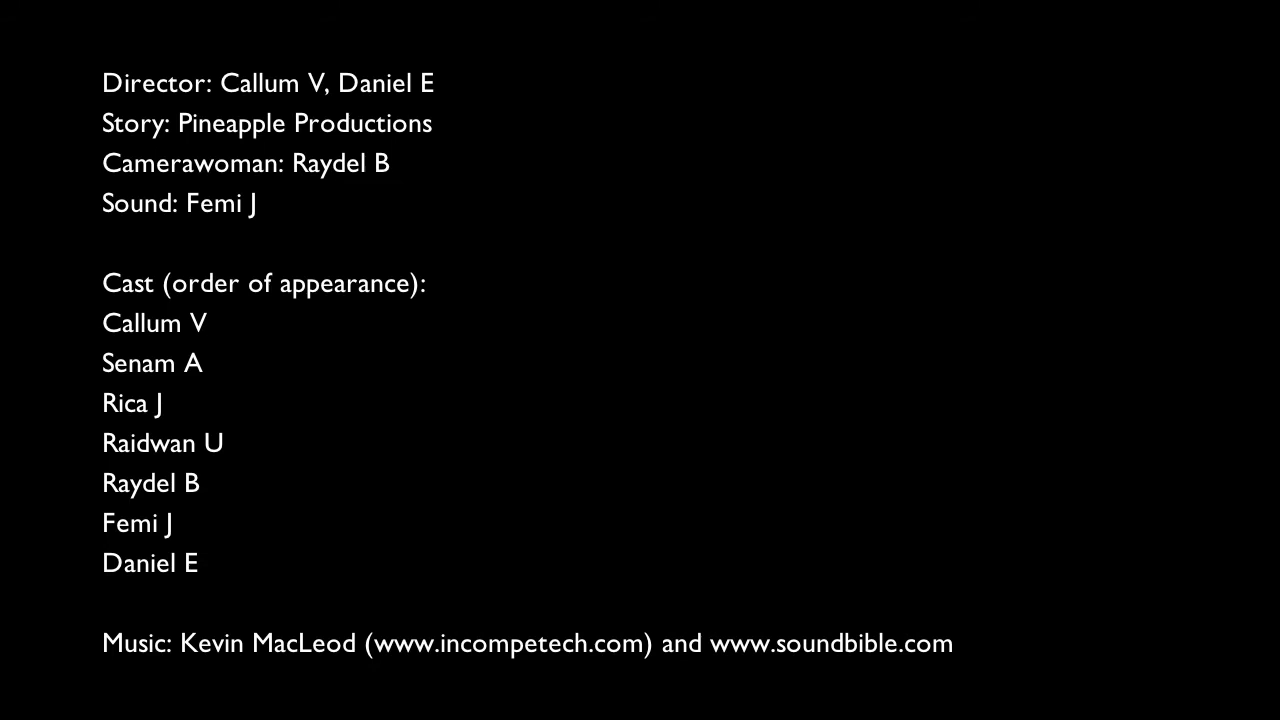 Director: Callum V, Daniel E
Story: Pineapple Productions
Camerawoman: Raydel B
Sound: Femi J
Cast (order of appearance):
Callum V
Senam A
Rica J
Raidwan U
Raydel B
Femi J
Daniel E
Music: Kevin MacLeod (www.incompetech.com) and www.soundbible.com